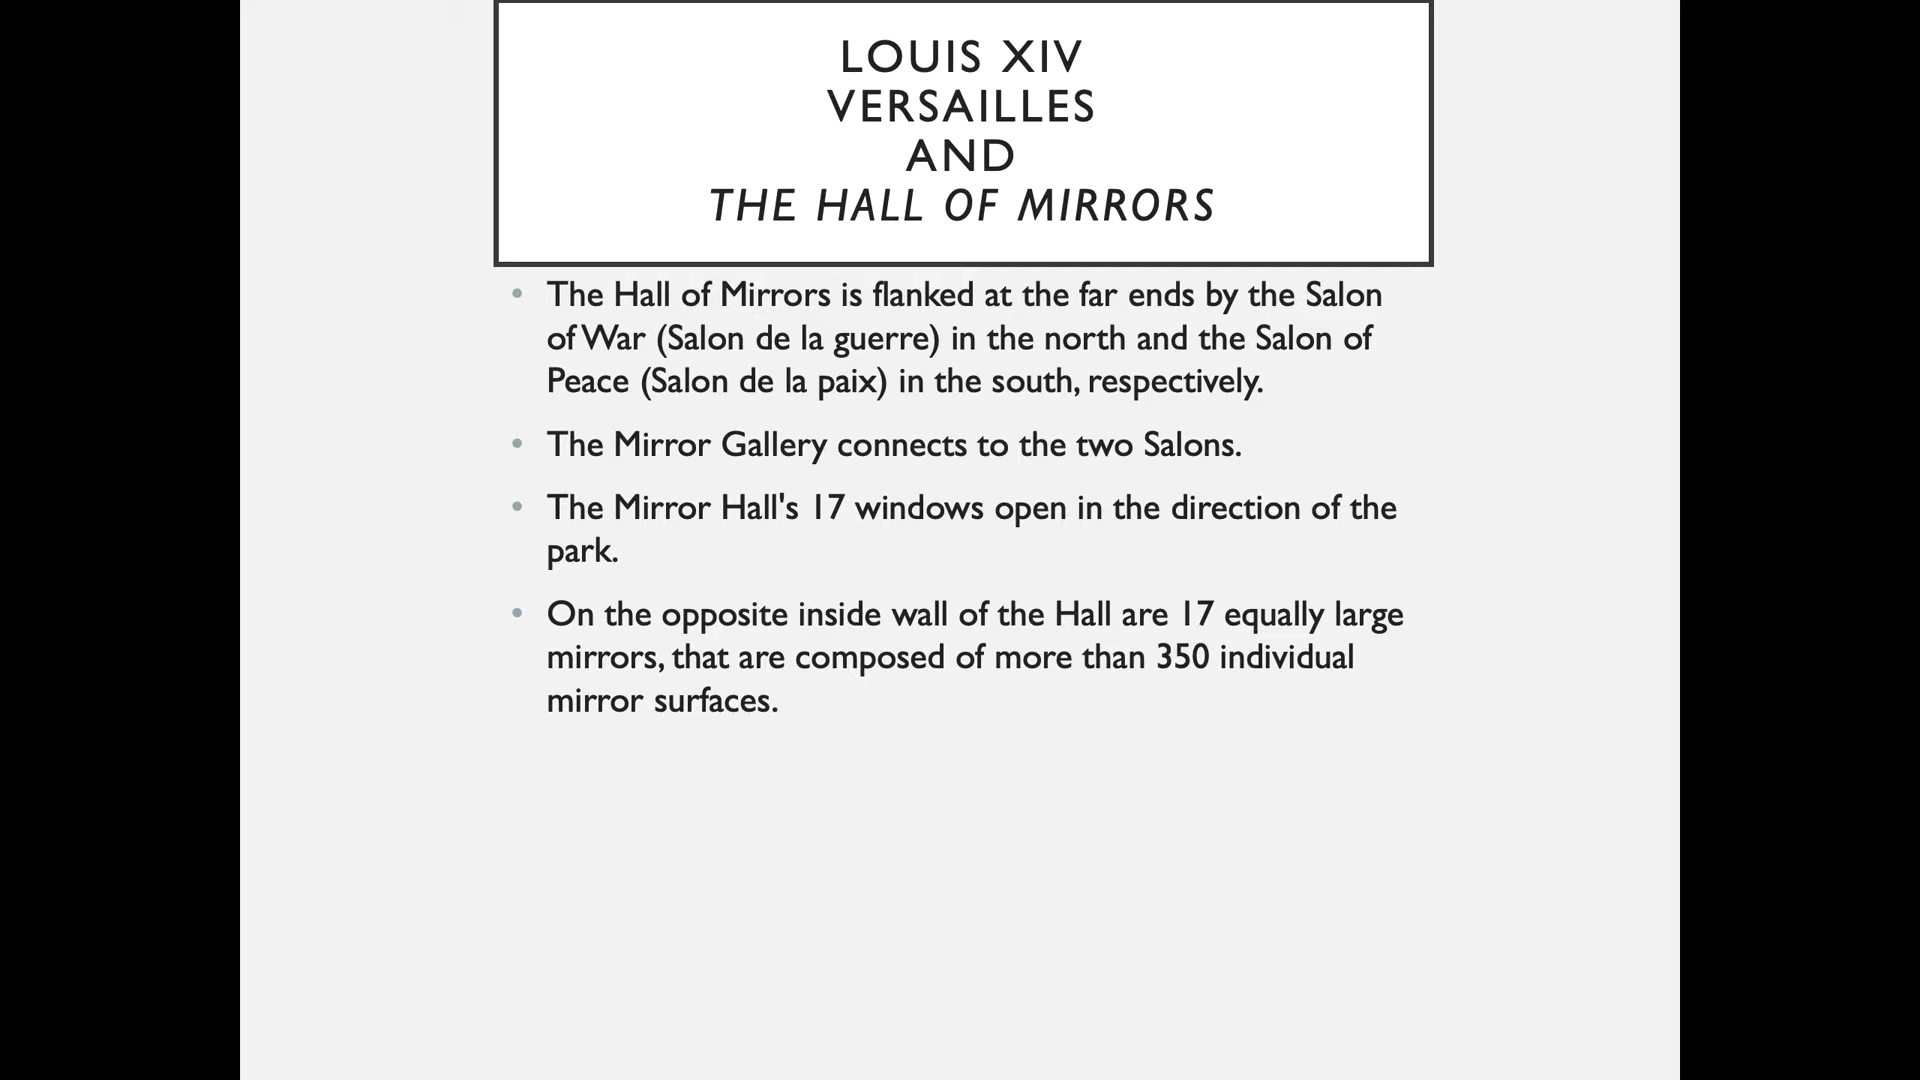 LOUIS XIV
VERSAILLES
AND
THE HALL OF MIRRORS
• The Hall of Mirrors is flanked at the far ends by the Salon
of War (Salon de la guerre) in the north and the Salon of
Peace (Salon de la paix) in the south, respectively.
• The Mirror Gallery connects to the two Salons.
• The Mirror Hall's 17 windows open in the direction of the
park.
• On the opposite inside wall of the Hall are 17 equally large
mirrors, that are composed of more than 350 individual
mirror surfaces.